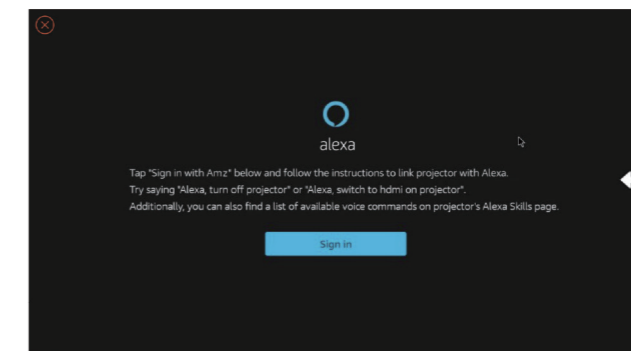 alexa
Tap "Sign in with Amz" below and follow the instructions to link projector with Alexa.
Try saying "Alexa, turn off projector" or "Alexa, switch to hdmi on projector".
Additionally, you can also find a list of available voice commands on projector's Alexa Skills page.
Sign in